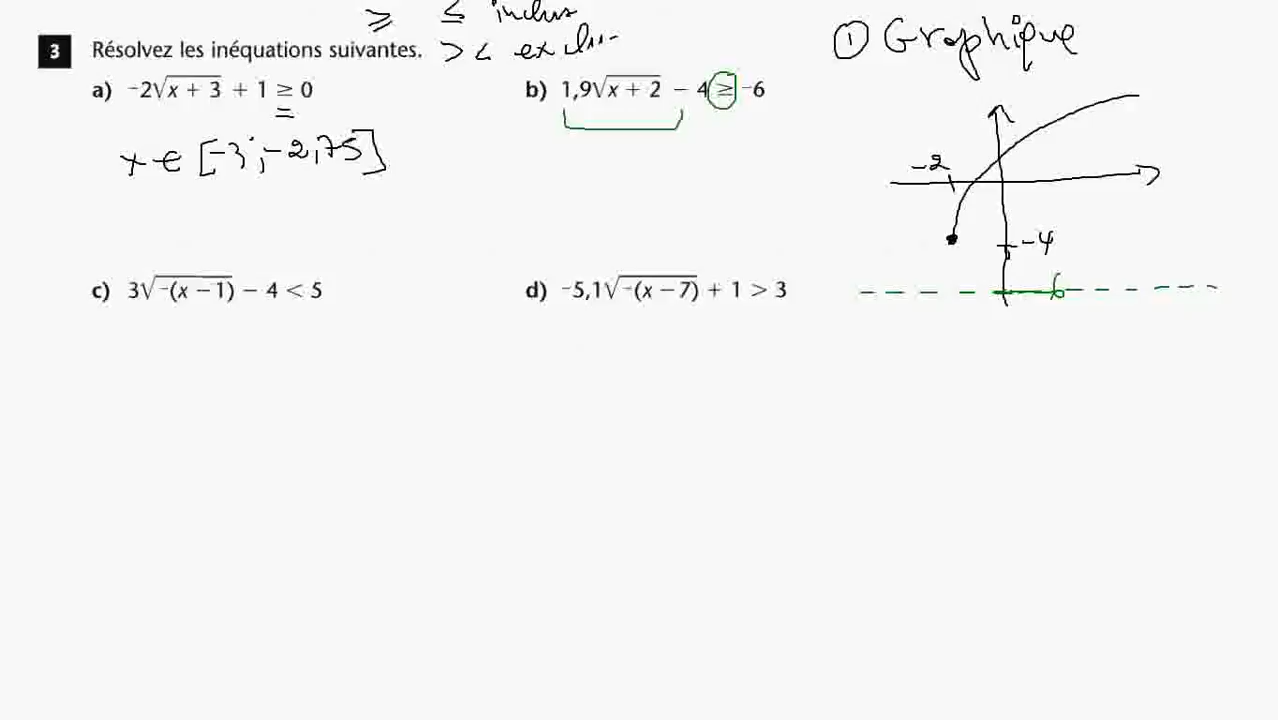 ≥ ≤ inclus
3 Résolvez les inéquations suivantes. > < exclus
① Graphique
a) -2√(x + 3) + 1 ≥ 0
b) 1,9√(x + 2) - 4 ≥ -6
x ∈ [-3 ; -2,75]
-2
-4
-6
c) 3√(-(x - 1)) - 4 < 5
d) -5,1√(-(x - 7)) + 1 > 3